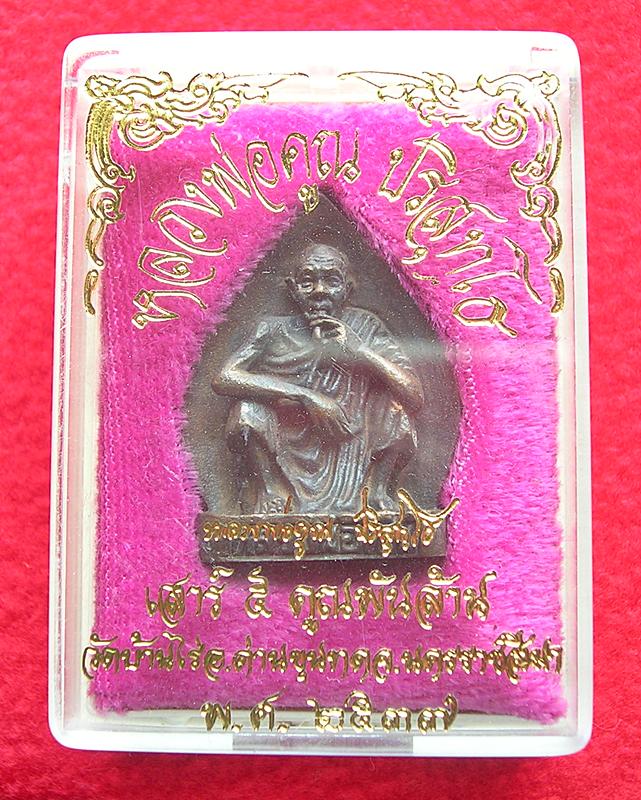 หลวงพ่อคูณ ปริสุทฺโธ
เสาร์ ๕ คูณพันล้าน
วัดบ้านไร่ อ.ด่านขุนทด จ.นครราชสีมา
พ.ศ. ๒๕๓๗